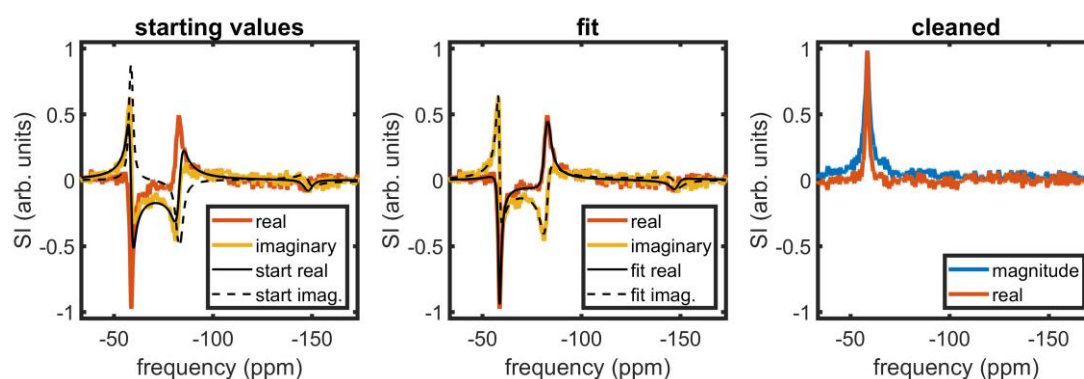 starting values
SI (arb. units)
1
0.5
0
-0.5
-1
real
imaginary
start real
start imag.
-50
-100
-150
frequency (ppm)
fit
SI (arb. units)
1
0.5
0
-0.5
-1
real
imaginary
fit real
fit imag.
-50
-100
-150
frequency (ppm)
cleaned
SI (arb. units)
1
0.5
0
-0.5
-1
magnitude
real
-50
-100
-150
frequency (ppm)